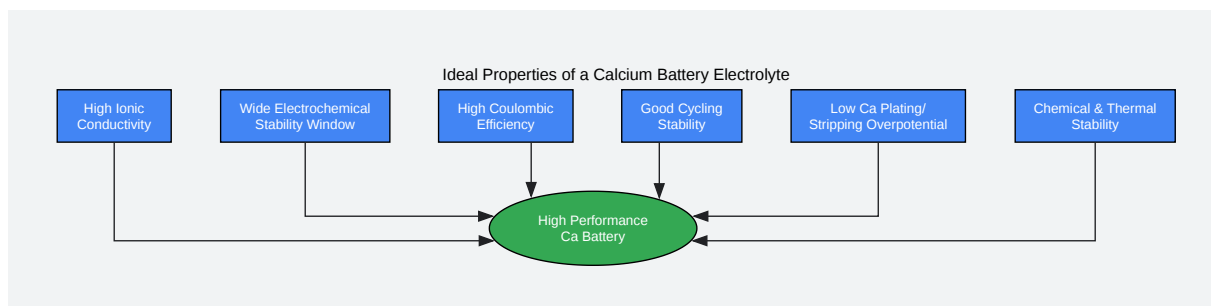 Ideal Properties of a Calcium Battery Electrolyte
High Ionic
Conductivity
Wide Electrochemical
Stability Window
High Coulombic
Efficiency
Good Cycling
Stability
Low Ca Plating/
Stripping Overpotential
Chemical & Thermal
Stability
High Performance
Ca Battery